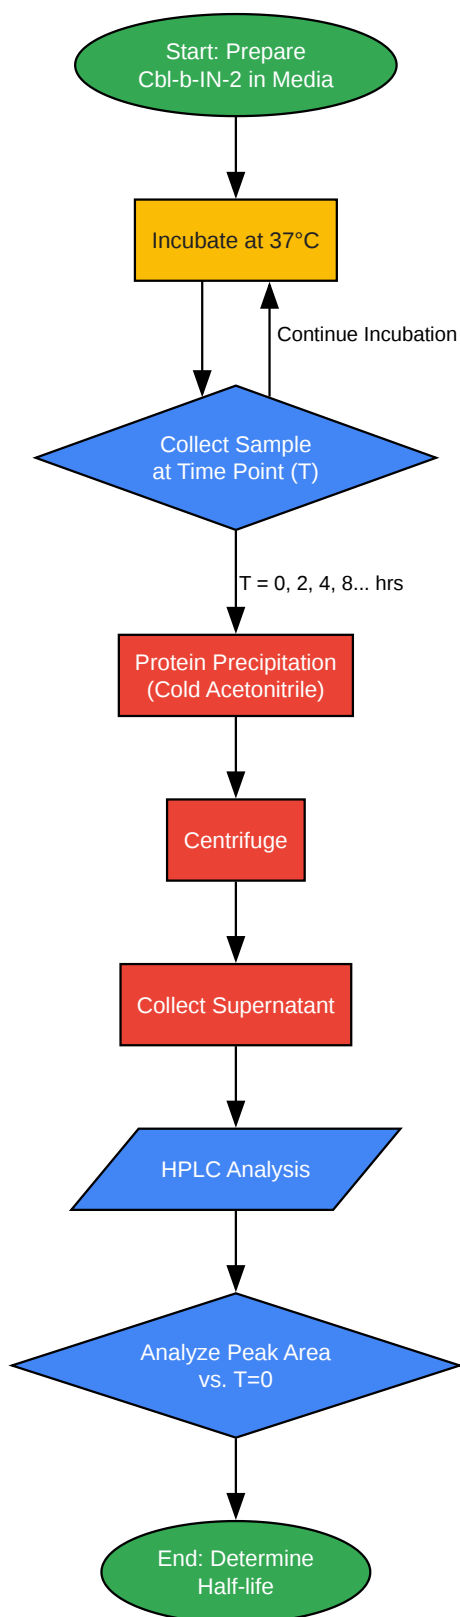 Start: Prepare
Cbl-b-IN-2 in Media
Incubate at 37°C
Continue Incubation
Collect Sample
at Time Point (T)
T = 0, 2, 4, 8... hrs
Protein Precipitation
(Cold Acetonitrile)
Centrifuge
Collect Supernatant
HPLC Analysis
Analyze Peak Area
vs. T=0
End: Determine
Half-life